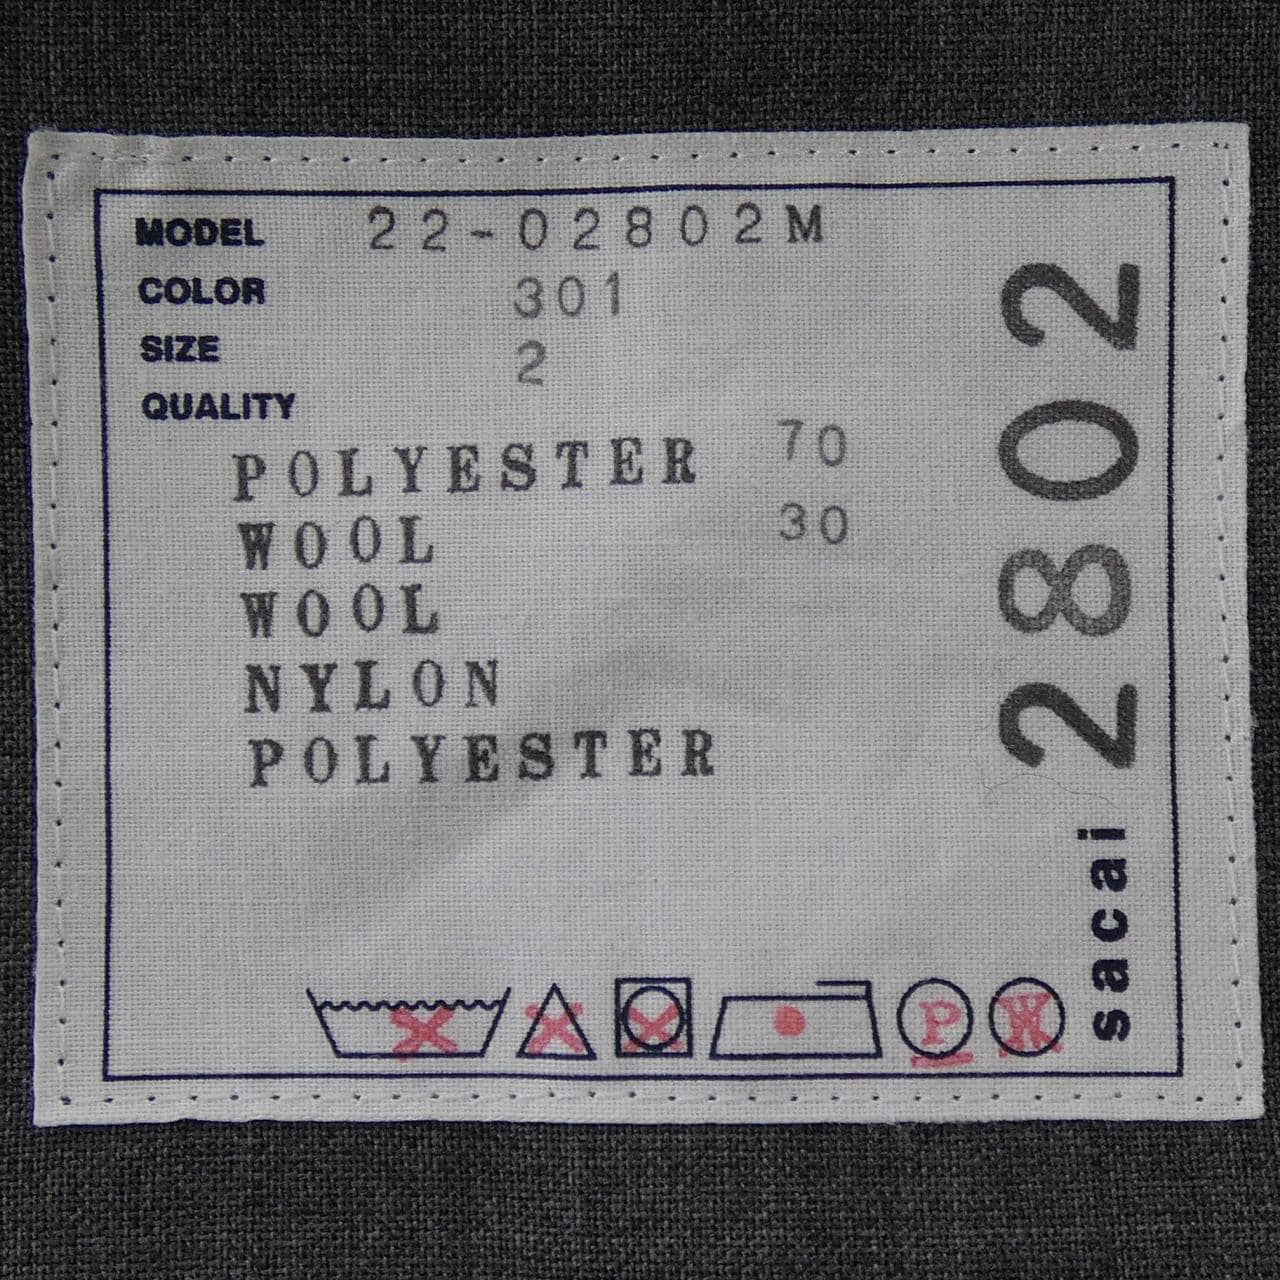 MODEL 22-02802M
COLOR 301
SIZE 2
QUALITY
POLYESTER 70
WOOL 30
WOOL
NYLON
POLYESTER
P W
sacai 2802